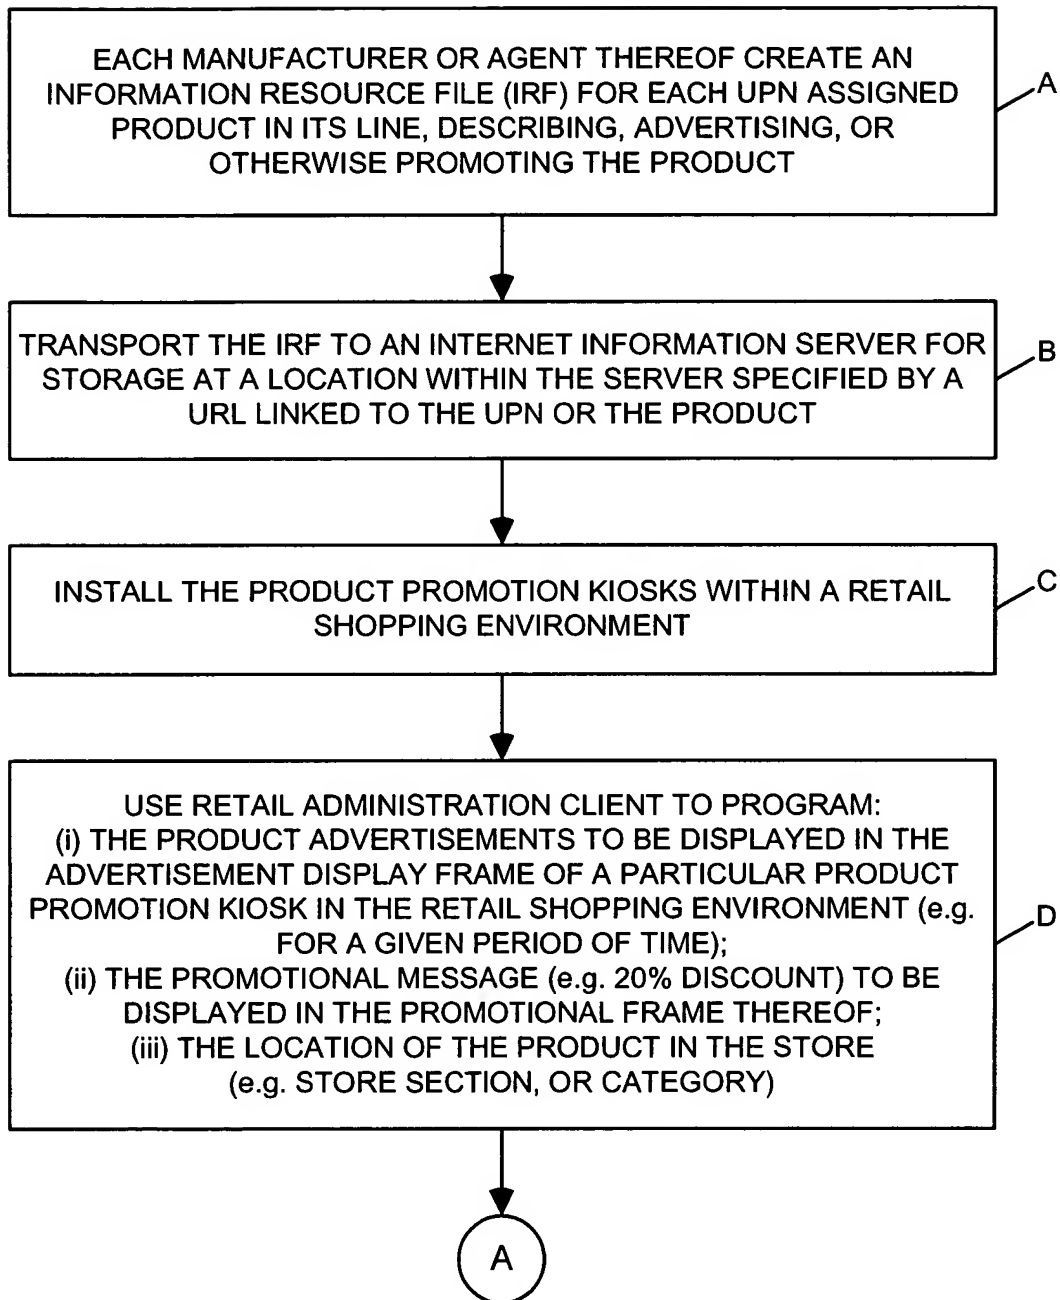 EACH MANUFACTURER OR AGENT THEREOF CREATE AN
INFORMATION RESOURCE FILE (IRF) FOR EACH UPN ASSIGNED
PRODUCT IN ITS LINE, DESCRIBING, ADVERTISING, OR
OTHERWISE PROMOTING THE PRODUCT
A
TRANSPORT THE IRF TO AN INTERNET INFORMATION SERVER FOR
STORAGE AT A LOCATION WITHIN THE SERVER SPECIFIED BY A
URL LINKED TO THE UPN OR THE PRODUCT
B
INSTALL THE PRODUCT PROMOTION KIOSKS WITHIN A RETAIL
SHOPPING ENVIRONMENT
C
USE RETAIL ADMINISTRATION CLIENT TO PROGRAM:
(i) THE PRODUCT ADVERTISEMENTS TO BE DISPLAYED IN THE
ADVERTISEMENT DISPLAY FRAME OF A PARTICULAR PRODUCT
PROMOTION KIOSK IN THE RETAIL SHOPPING ENVIRONMENT (e.g.
FOR A GIVEN PERIOD OF TIME);
(ii) THE PROMOTIONAL MESSAGE (e.g. 20% DISCOUNT) TO BE
DISPLAYED IN THE PROMOTIONAL FRAME THEREOF;
(iii) THE LOCATION OF THE PRODUCT IN THE STORE
(e.g. STORE SECTION, OR CATEGORY)
D
A